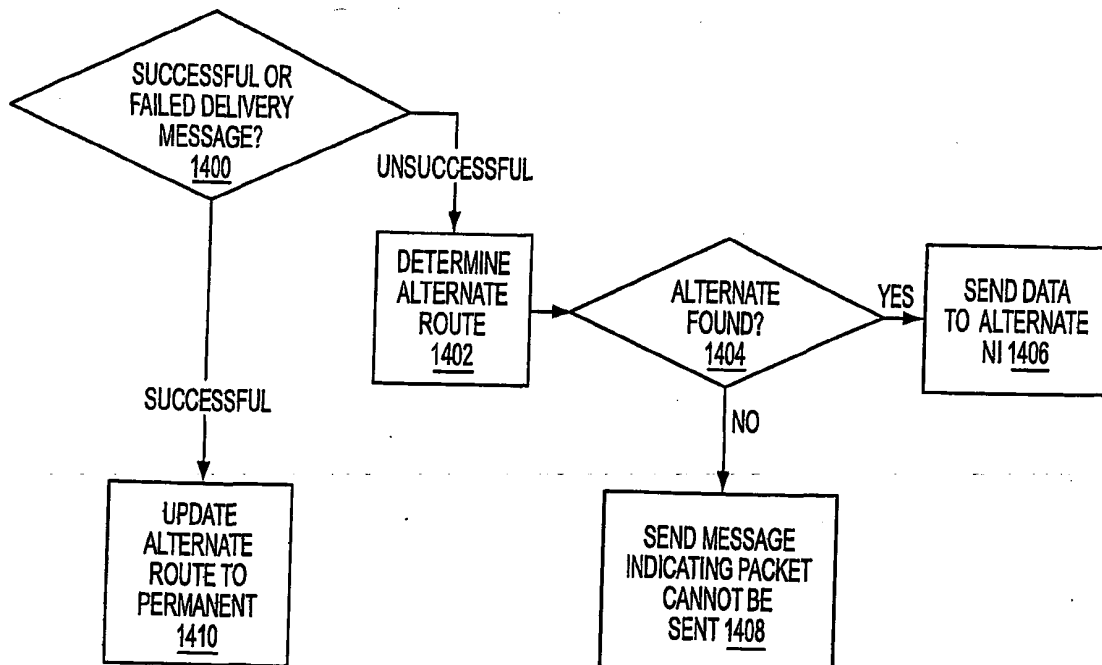 SUCCESSFUL OR
FAILED DELIVERY
MESSAGE?
1400
UNSUCCESSFUL
DETERMINE
ALTERNATE
ROUTE
1402
ALTERNATE
FOUND?
1404
YES
SEND DATA
TO ALTERNATE
NI 1406
SUCCESSFUL
NO
UPDATE
ALTERNATE
ROUTE TO
PERMANENT
1410
SEND MESSAGE
INDICATING PACKET
CANNOT BE
SENT 1408